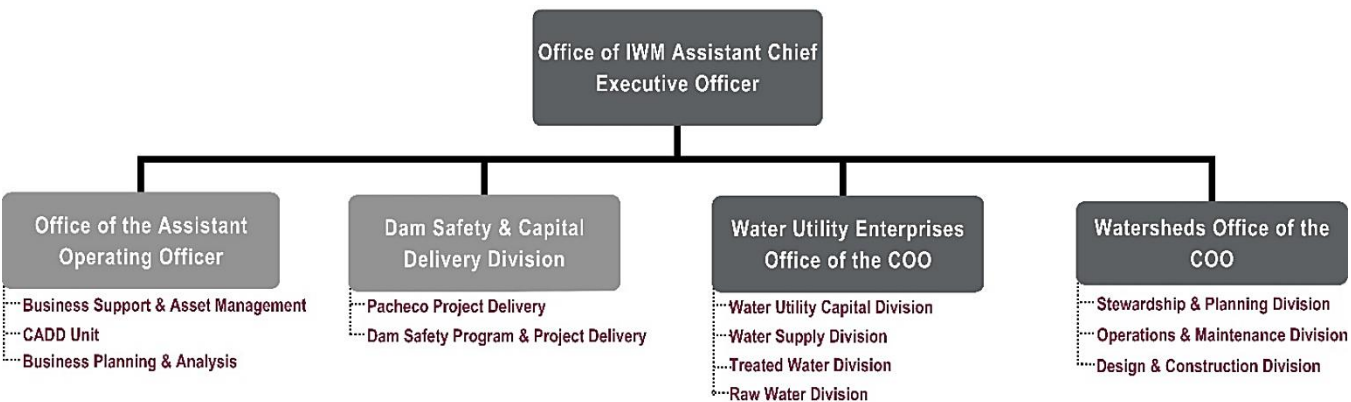 Office of IWM Assistant Chief
Executive Officer
Office of the Assistant
Operating Officer
Business Support & Asset Management
CADD Unit
Business Planning & Analysis
Dam Safety & Capital
Delivery Division
Pacheco Project Delivery
Dam Safety Program & Project Delivery
Water Utility Enterprises
Office of the COO
Water Utility Capital Division
Water Supply Division
Treated Water Division
Raw Water Division
Watersheds Office of the
COO
Stewardship & Planning Division
Operations & Maintenance Division
Design & Construction Division